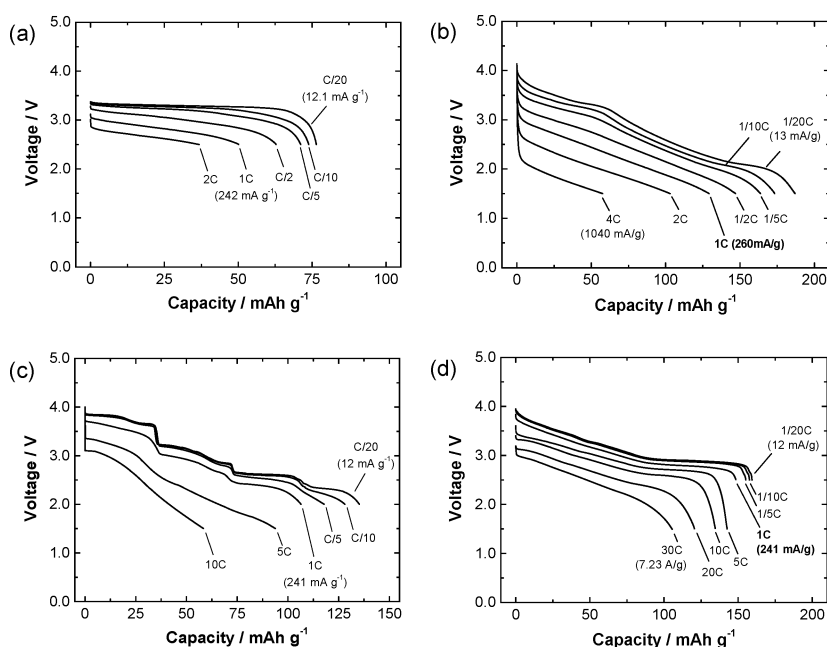 (a)
5.0
4.0
3.0
2.0
1.0
0.0
Voltage / V
C/20
(12.1 mA g-1)
2C
1C
(242 mA g-1)
C/2
C/5
C/10
0 25 50 75 100
Capacity / mAh g-1
(b)
5.0
4.0
3.0
2.0
1.0
0.0
Voltage / V
1/10C
1/20C
(13 mA/g)
4C
(1040 mA/g)
2C
1C (260mA/g)
1/2C
1/5C
0 50 100 150 200
Capacity / mAh g-1
(c)
5.0
4.0
3.0
2.0
1.0
0.0
Voltage / V
C/20
(12 mA g-1)
10C
5C
1C
(241 mA g-1)
C/5
C/10
0 25 50 75 100 125 150
Capacity / mAh g-1
(d)
5.0
4.0
3.0
2.0
1.0
0.0
Voltage / V
1/20C
(12 mA/g)
1/10C
1/5C
1C
(241 mA/g)
30C
(7.23 A/g)
20C
10C
5C
0 50 100 150 200
Capacity / mAh g-1